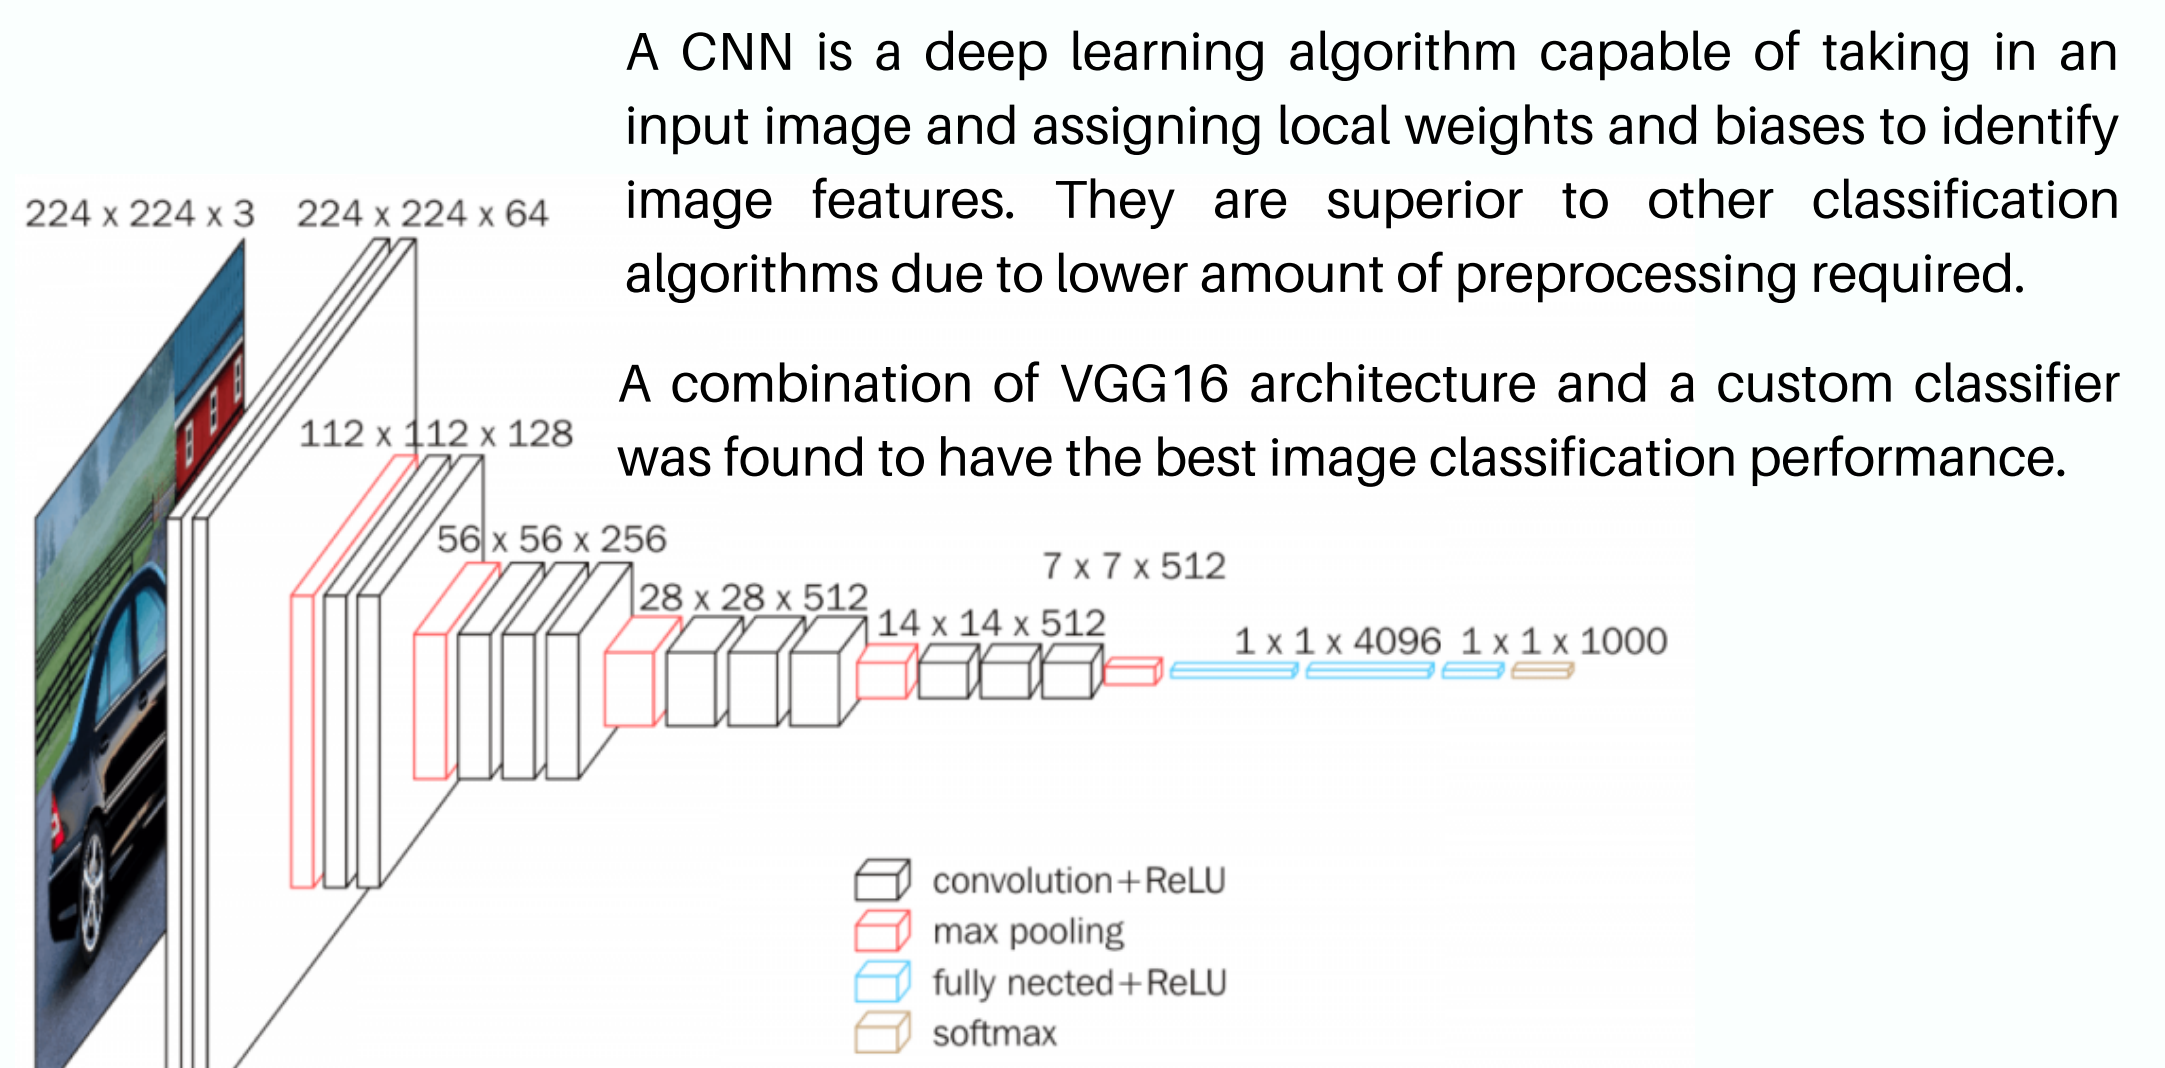 A CNN is a deep learning algorithm capable of taking in an
input image and assigning local weights and biases to identify
image features. They are superior to other classification
algorithms due to lower amount of preprocessing required.
A combination of VGG16 architecture and a custom classifier
was found to have the best image classification performance.
224 x 224 x 3
224 x 224 x 64
112 x 112 x 128
56 x 56 x 256
28 x 28 x 512
14 x 14 x 512
7 x 7 x 512
1 x 1 x 4096
1 x 1 x 1000
convolution+ReLU
max pooling
fully nected+ReLU
softmax